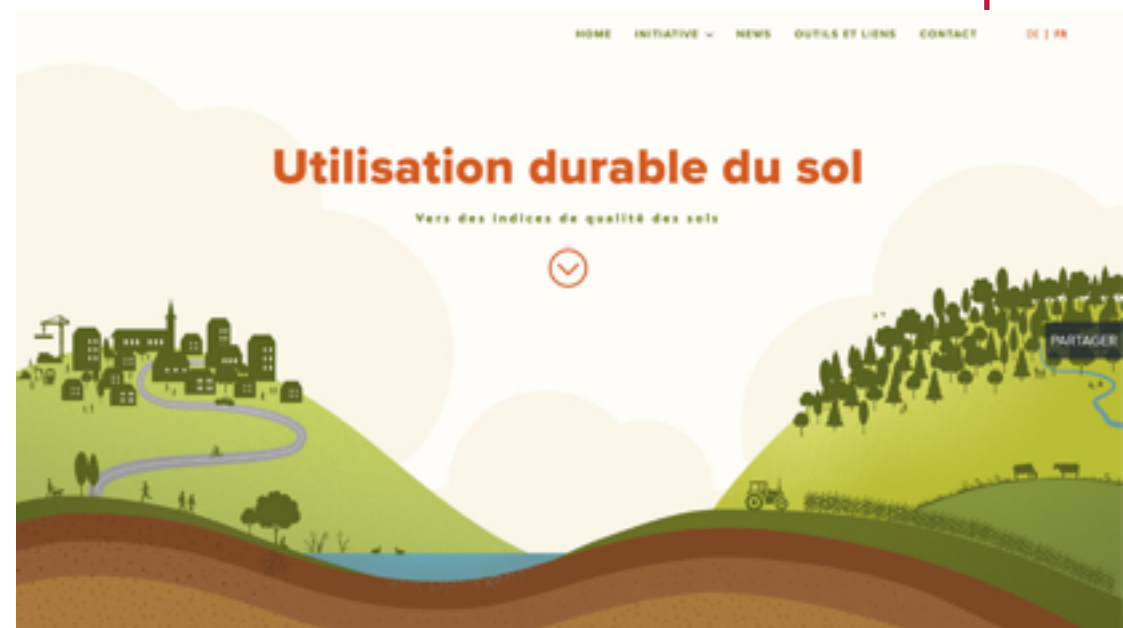 HOME INITIATIVE NEWS OUTILS ET LIENS CONTACT DE | FR
Utilisation durable du sol
Vers des indices de qualité des sols
PARTAGER